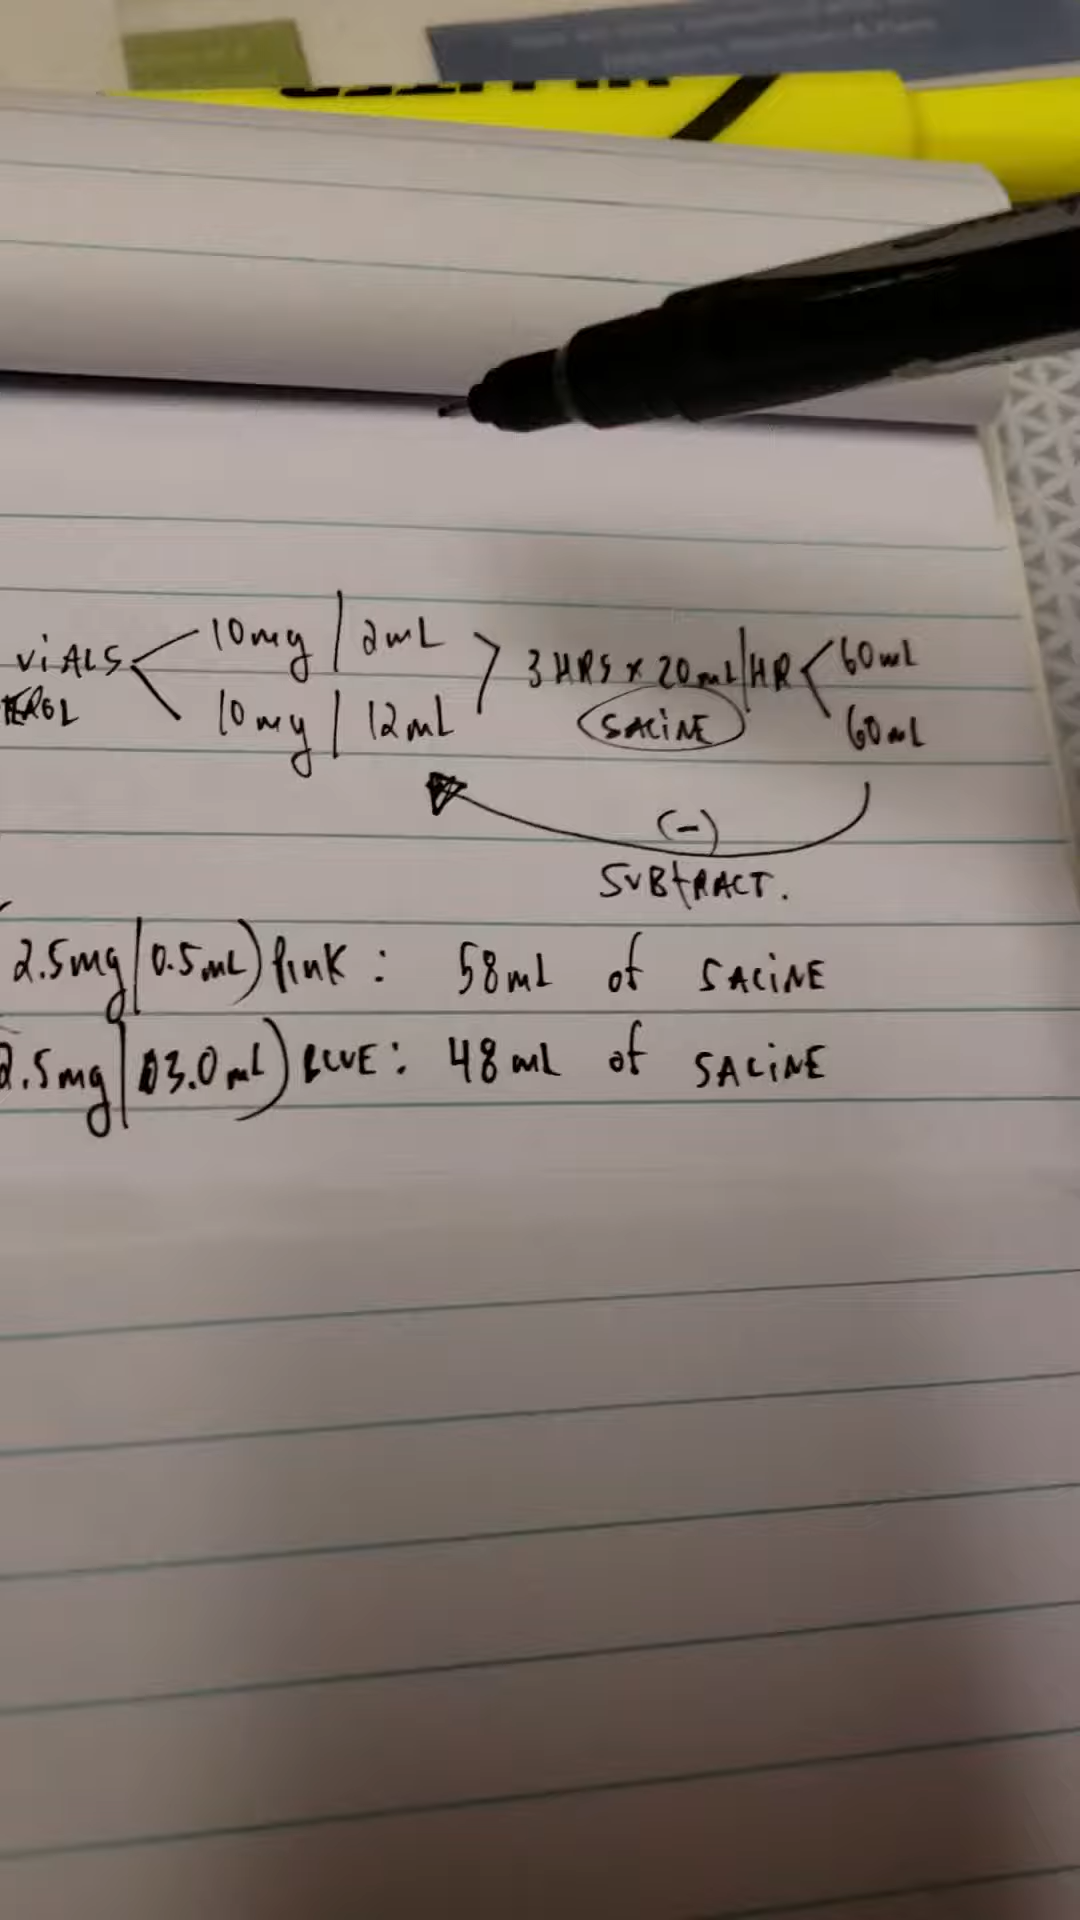 ViALS 10mg / 2mL 3 HRS x 20mL/HR 60mL
10mg / 12mL SALiNE 60mL
(-)
SUBtRACT.
2.5mg/0.5mL) PiNK: 58mL of SALiNE
2.5mg/3.0mL) BLUE: 48mL of SALiNE